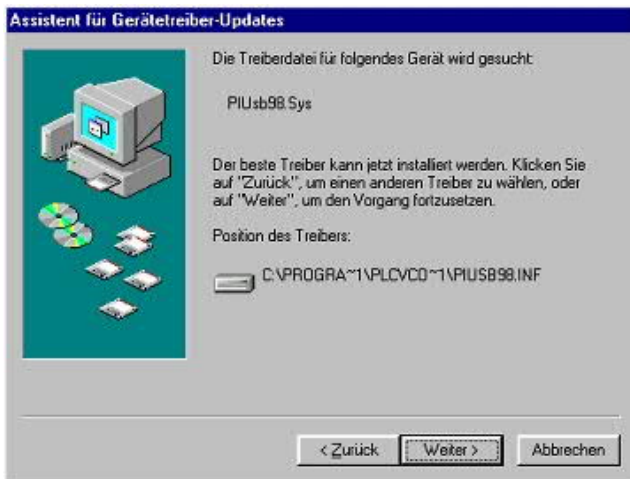 Assistent für Gerätetreiber-Updates
Die Treiberdatei für folgendes Gerät wird gesucht:
PIUsb98.Sys
Der beste Treiber kann jetzt installiert werden. Klicken Sie
auf "Zurück", um einen anderen Treiber zu wählen, oder
auf "Weiter", um den Vorgang fortzusetzen.
Position des Treibers:
C:\PROGRA~1\PLCVCO~1\PIUSB98.INF
< Zurück
Weiter >
Abbrechen